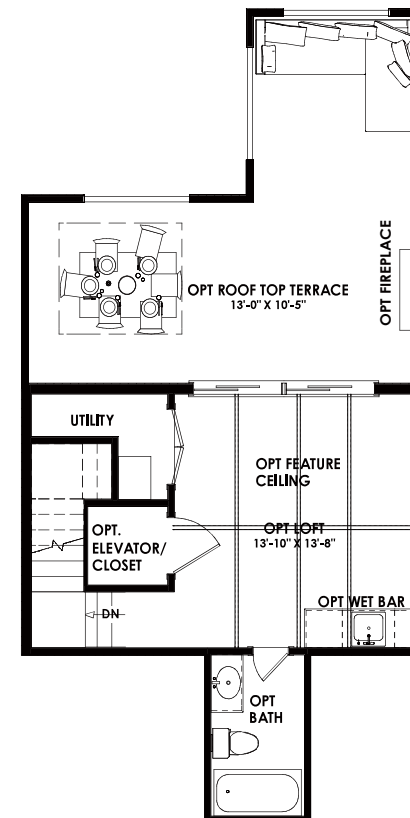 OPT FIREPLACE
OPT ROOF TOP TERRACE
13'-0" X 10'-5"
UTILITY
OPT FEATURE
CEILING
OPT.
ELEVATOR/
CLOSET
OPT LOFT
13'-10" X 13'-8"
OPT WET BAR
DN
OPT
BATH